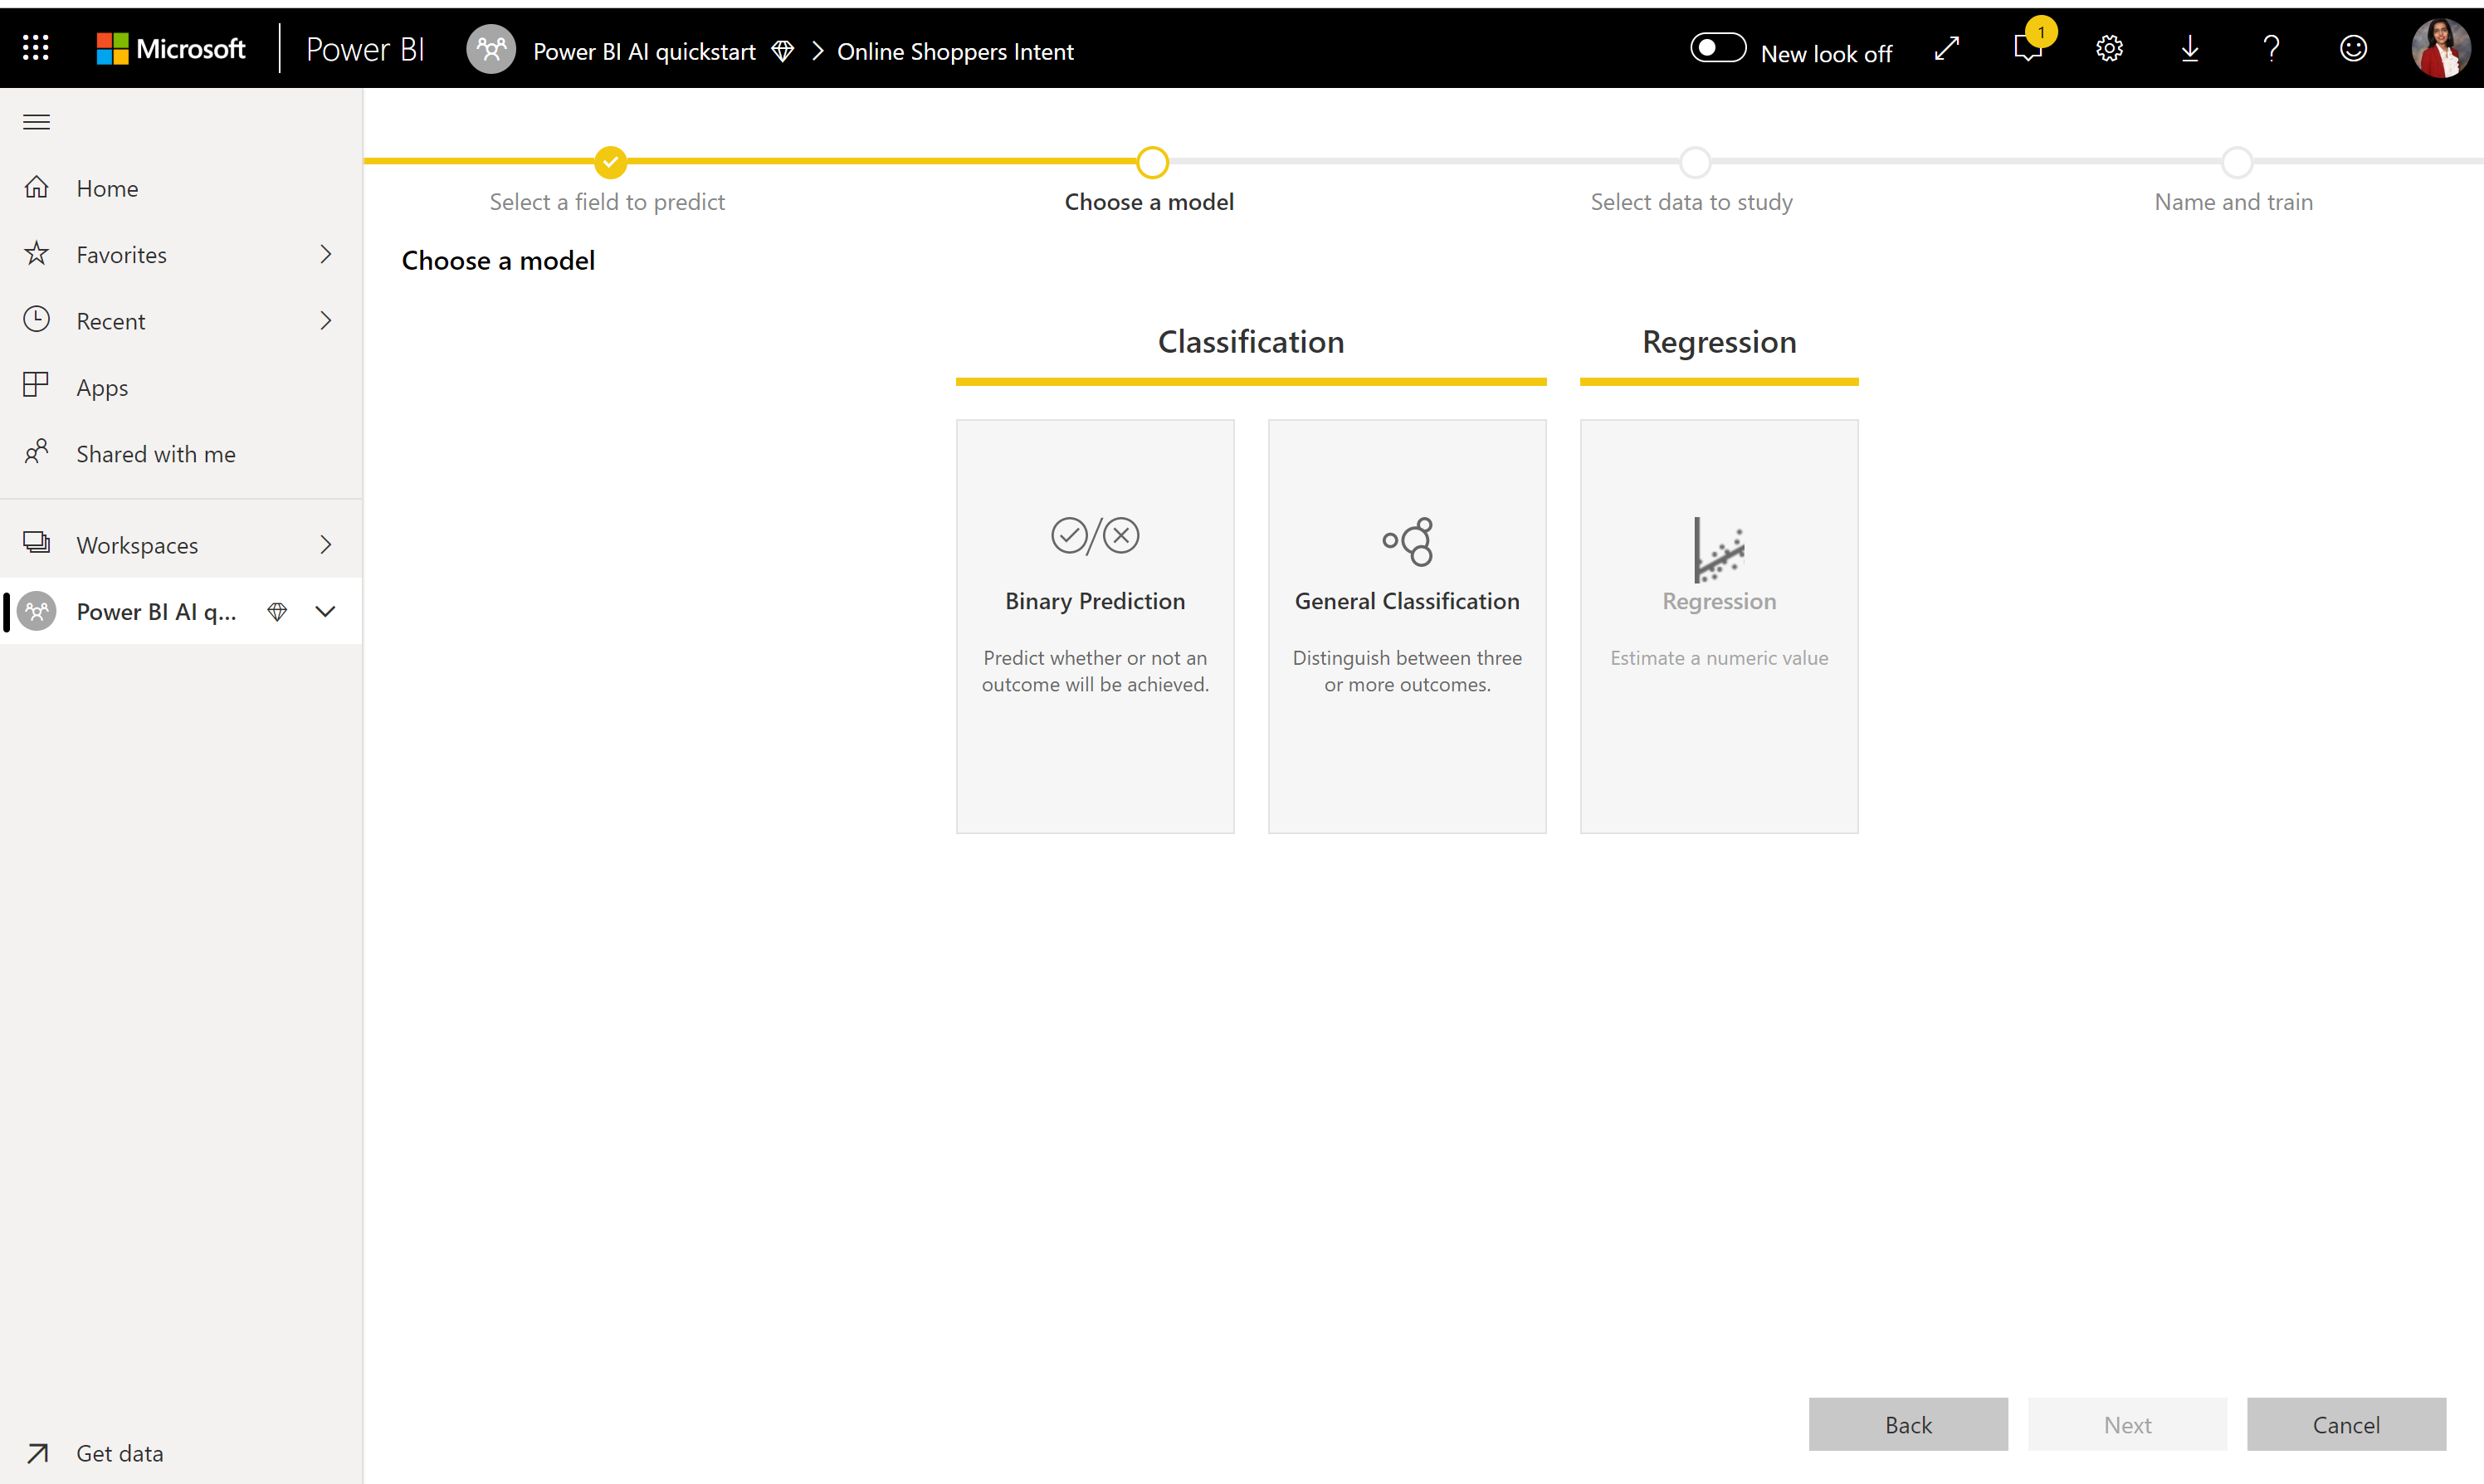 Microsoft
Power BI
Power BI AI quickstart
Online Shoppers Intent
New look off
1
Home
Favorites
Recent
Apps
Shared with me
Workspaces
Power BI AI q...
Get data
Select a field to predict
Choose a model
Select data to study
Name and train
Choose a model
Classification
Regression
Binary Prediction
Predict whether or not an
outcome will be achieved.
General Classification
Distinguish between three
or more outcomes.
Regression
Estimate a numeric value
Back
Next
Cancel